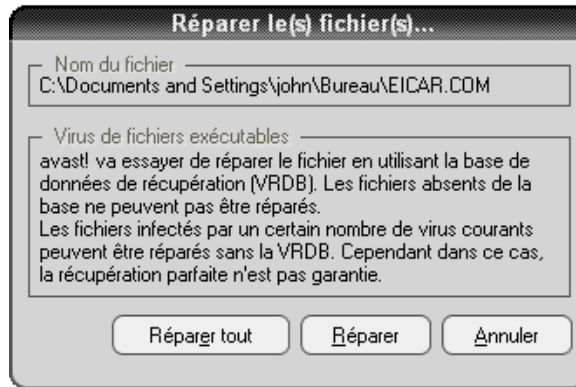 Réparer le(s) fichier(s)...
Nom du fichier
C:\Documents and Settings\john\Bureau\EICAR.COM
Virus de fichiers exécutables
avast! va essayer de réparer le fichier en utilisant la base de
données de récupération (VRDB). Les fichiers absents de la
base ne peuvent pas être réparés.
Les fichiers infectés par un certain nombre de virus courants
peuvent être réparés sans la VRDB. Cependant dans ce cas,
la récupération parfaite n'est pas garantie.
Réparer tout Réparer Annuler